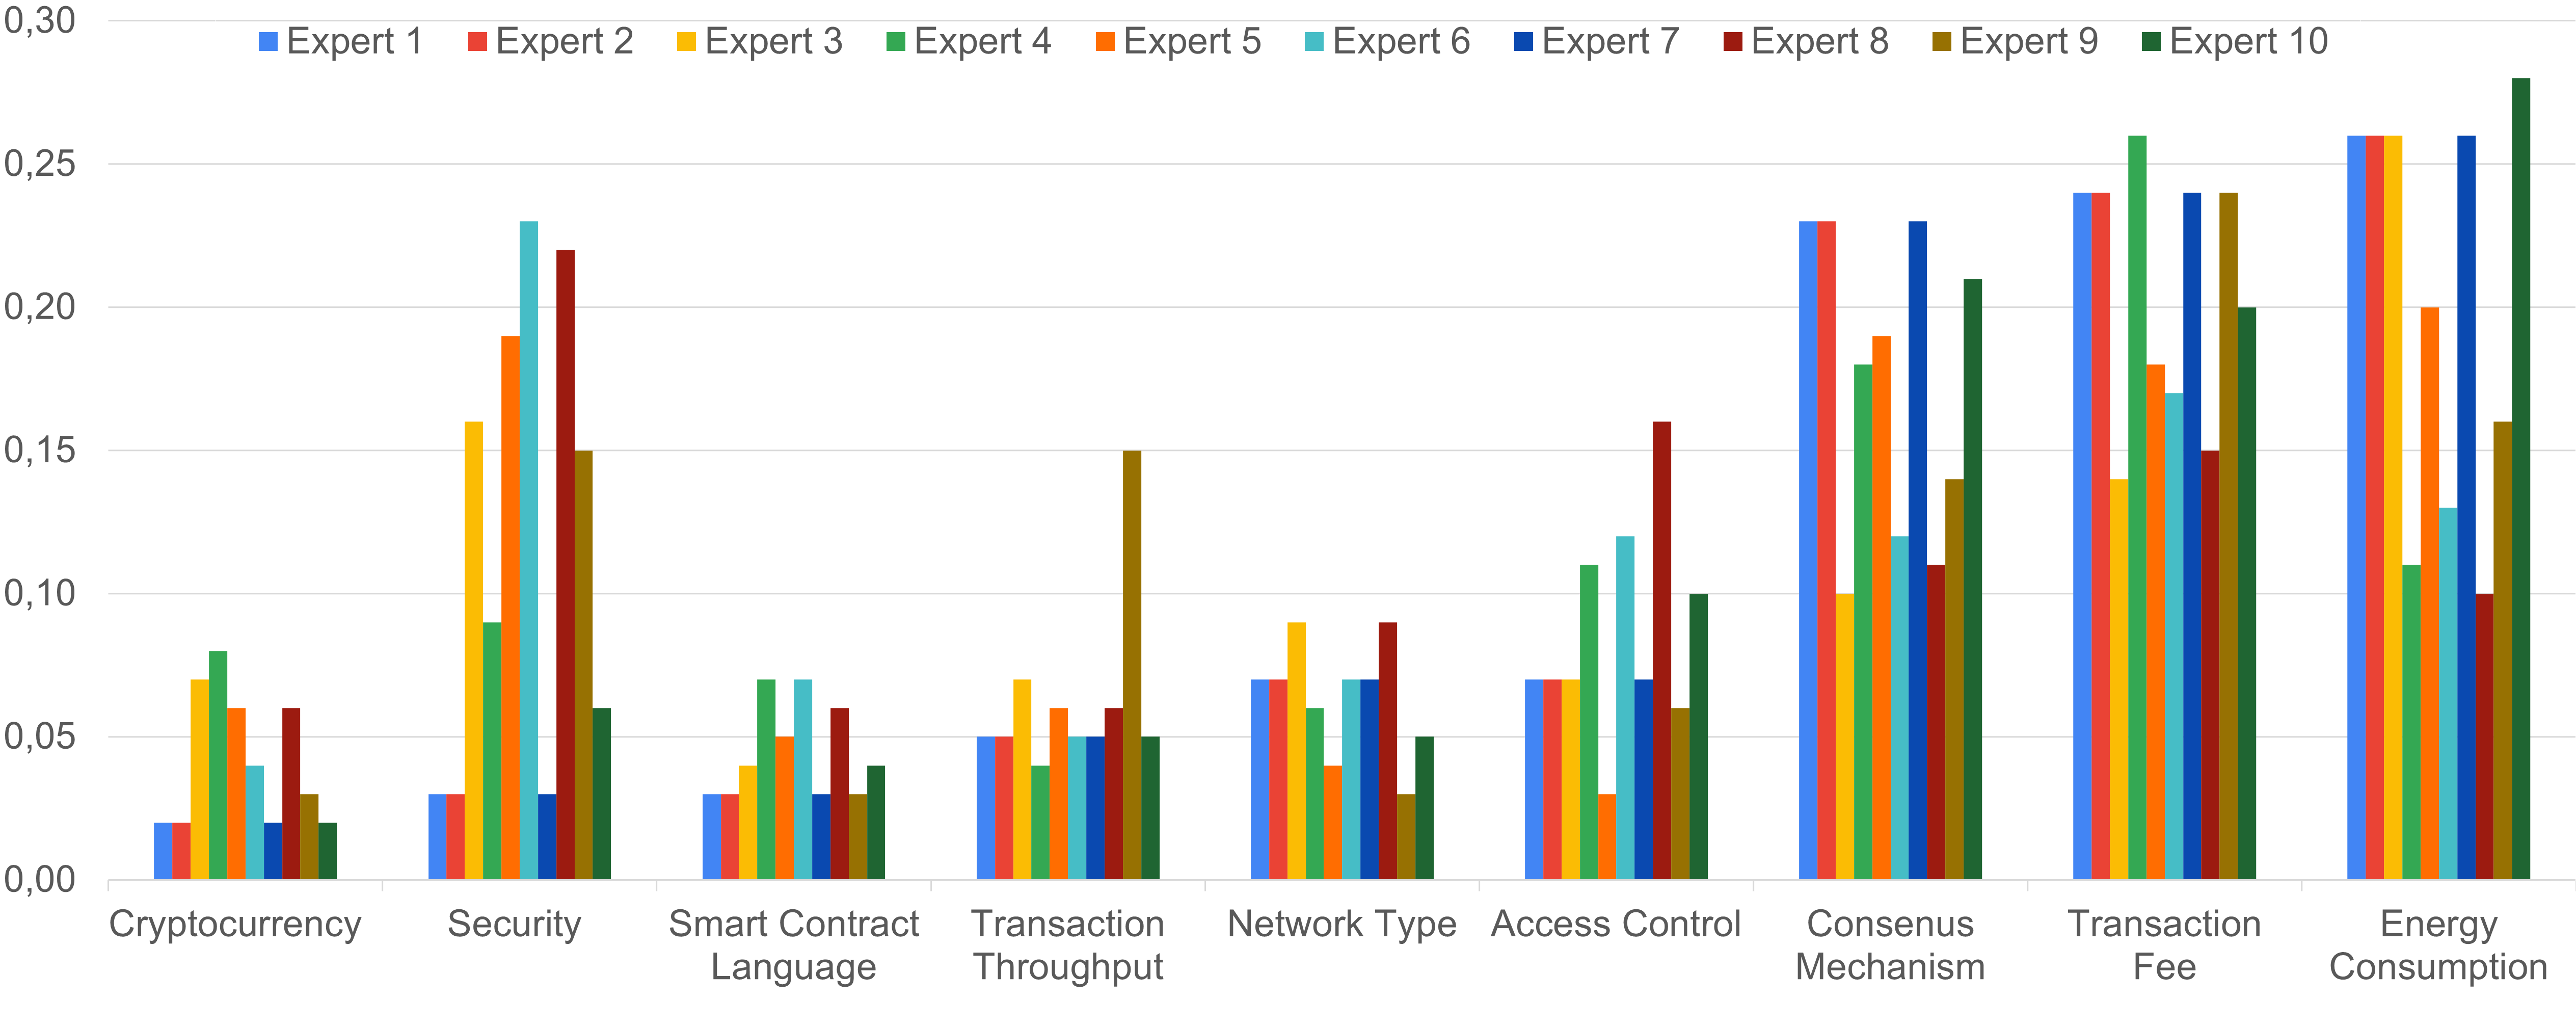 0,30
Expert 1 Expert 2 Expert 3 Expert 4 Expert 5 Expert 6 Expert 7 Expert 8 Expert 9 Expert 10
0,25
0,20
0,15
0,10
0,05
0,00
Cryptocurrency Security Smart Contract Transaction Network Type Access Control Consenus Transaction Energy
Language Throughput Mechanism Fee Consumption